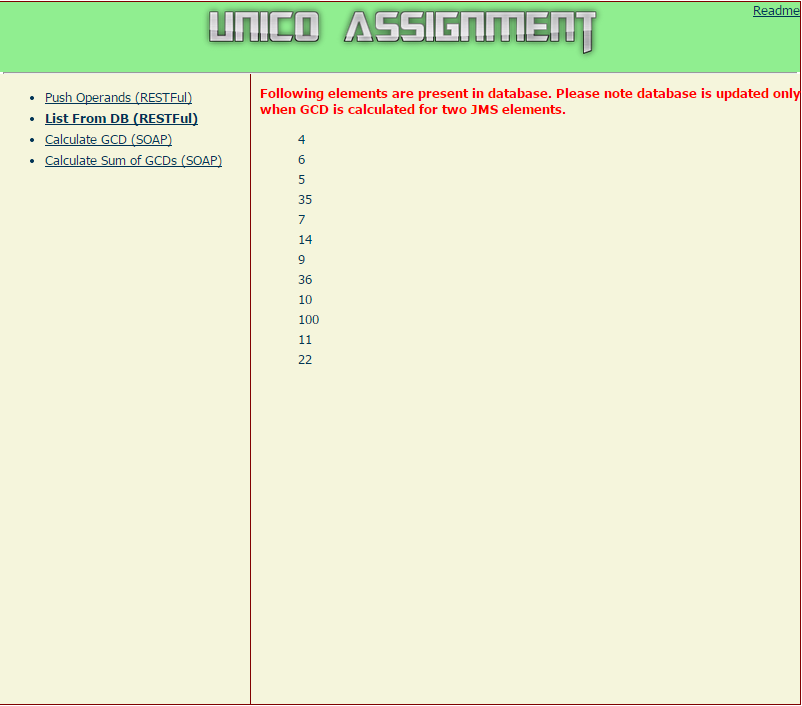 UNICO ASSIGNMENT
Readme
Push Operands (RESTFul)
List From DB (RESTFul)
Calculate GCD (SOAP)
Calculate Sum of GCDs (SOAP)
Following elements are present in database. Please note database is updated only
when GCD is calculated for two JMS elements.
4
6
5
35
7
14
9
36
10
100
11
22